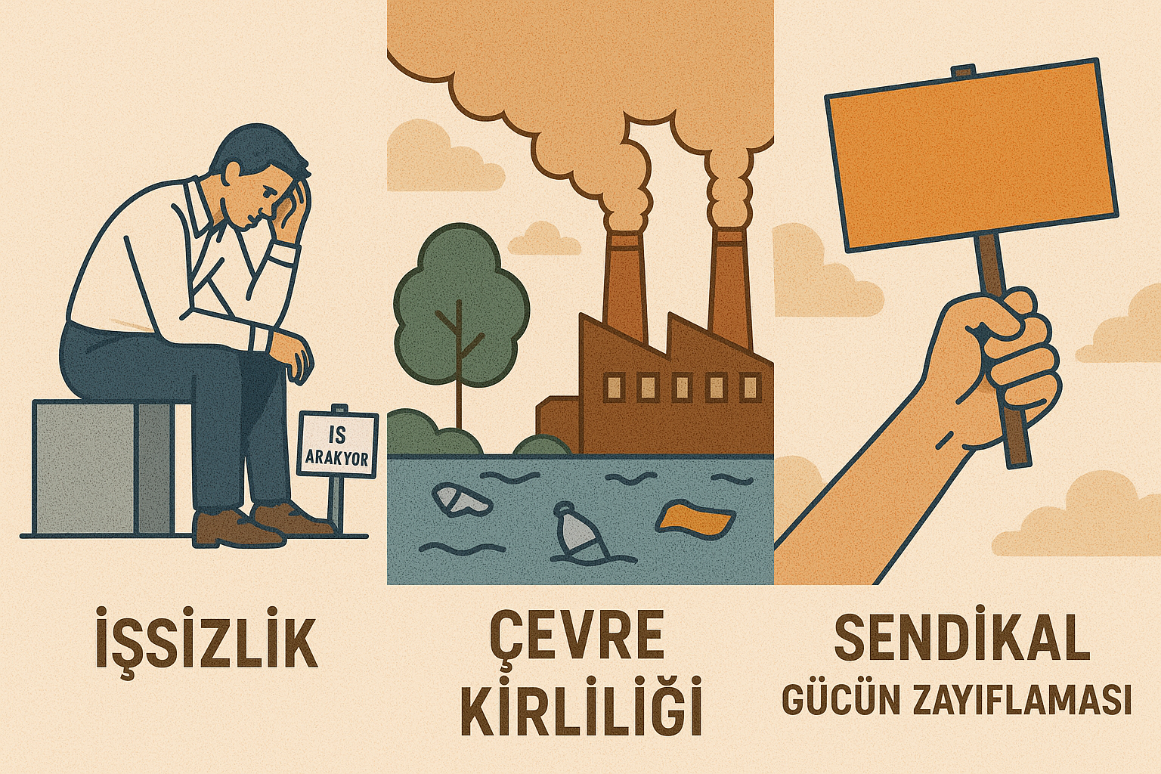 IS
ARAKYOR
İŞSİZLİK
ÇEVRE
KİRLİLİĞİ
SENDİKAL
GÜCÜN ZAYIFLAMASI